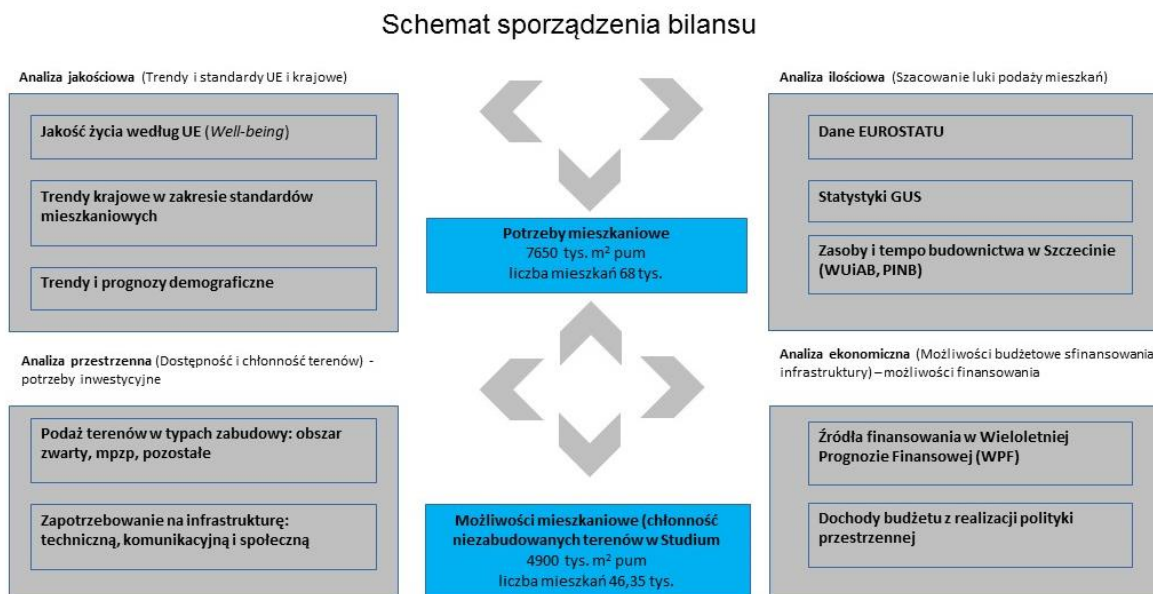 Schemat sporządzenia bilansu
Analiza jakościowa (Trendy i standardy UE i krajowe)
Jakość życia według UE (Well-being)
Trendy krajowe w zakresie standardów
mieszkaniowych
Trendy i prognozy demograficzne
Analiza ilościowa (Szacowanie luki podaży mieszkań)
Dane EUROSTATU
Statystyki GUS
Zasoby i tempo budownictwa w Szczecinie
(WUiAB, PINB)
Potrzeby mieszkaniowe
7650 tys. m² pum
liczba mieszkań 68 tys.
Analiza przestrzenna (Dostępność i chłonność terenów) -
potrzeby inwestycyjne
Podaż terenów w typach zabudowy: obszar
zwarty, mpzp, pozostałe
Zapotrzebowanie na infrastrukturę:
techniczną, komunikacyjną i społeczną
Analiza ekonomiczna (Możliwości budżetowe sfinansowania
infrastruktury) – możliwości finansowania
Źródła finansowania w Wieloletniej
Prognozie Finansowej (WPF)
Dochody budżetu z realizacji polityki
przestrzennej
Możliwości mieszkaniowe (chłonność
niezabudowanych terenów w Studium
4900 tys. m² pum
liczba mieszkań 46,35 tys.